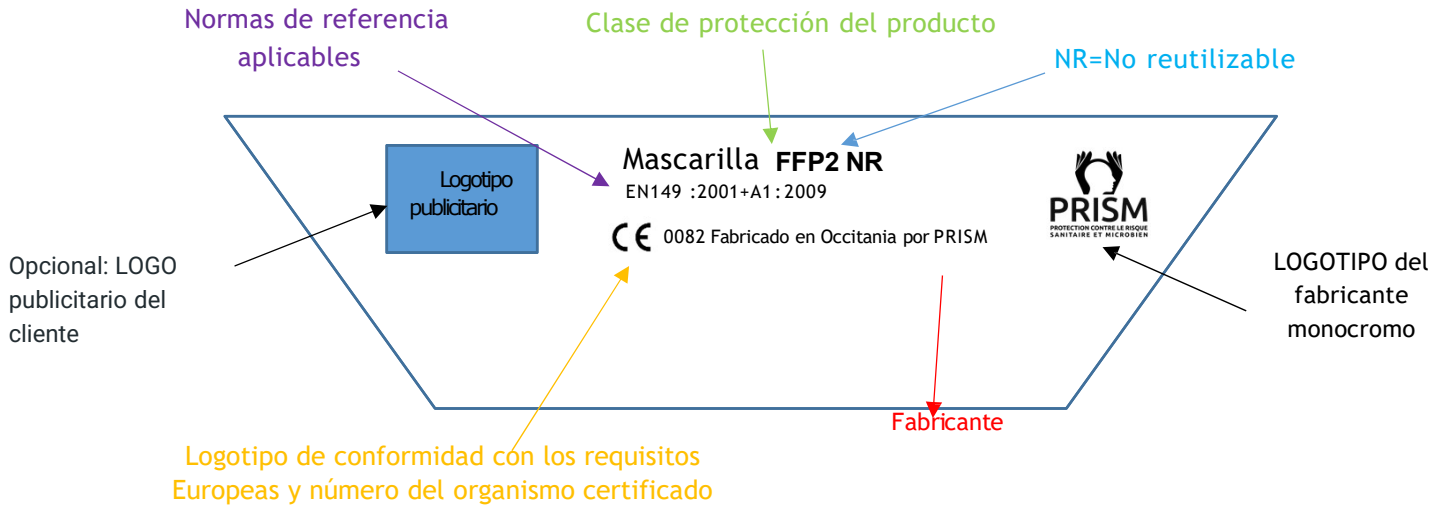 Normas de referencia
aplicables
Clase de protección del producto
NR=No reutilizable
Logotipo
publicitario
Mascarilla FFP2 NR
EN149 :2001+A1:2009
CE 0082 Fabricado en Occitania por PRISM
PRISM
PROTECTION CONTRE LE RISQUE
SANITAIRE ET MICROBIEN
Opcional: LOGO
publicitario del
cliente
LOGOTIPO del
fabricante
monocromo
Fabricante
Logotipo de conformidad con los requisitos
Europeas y número del organismo certificado